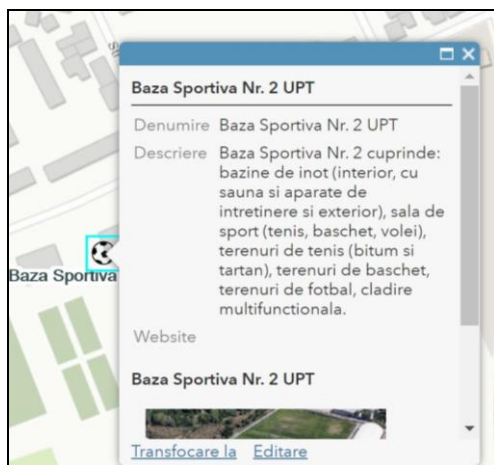 Baza Sportiva Nr. 2 UPT
Denumire Baza Sportiva Nr. 2 UPT
Descriere Baza Sportiva Nr. 2 cuprinde:
bazine de inot (interior, cu
sauna si aparate de
intretinere si exterior), sala de
sport (tenis, baschet, volei),
terenuri de tenis (bitum si
tartan), terenuri de baschet,
terenuri de fotbal, cladire
multifunctionala.
Baza Sportiva
Website
Baza Sportiva Nr. 2 UPT
Transfocare la Editare